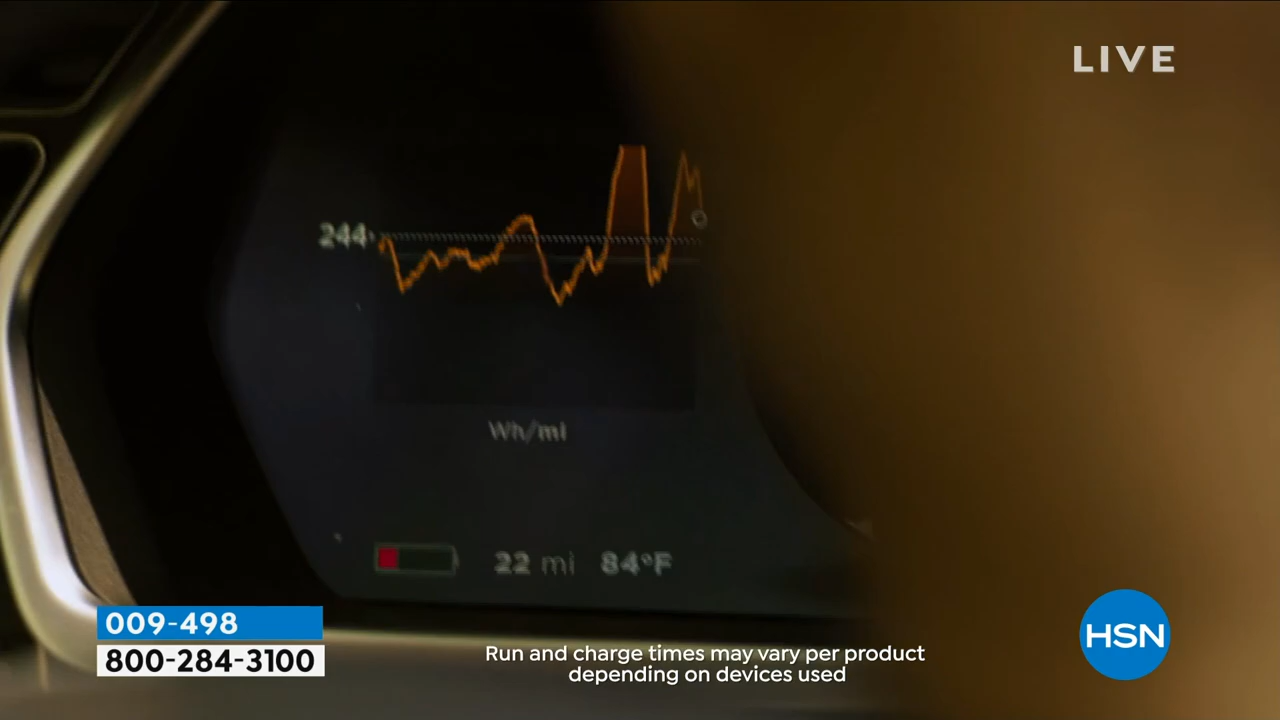 LIVE
244
Wh/mi
22 mi 84°F
009-498
800-284-3100
Run and charge times may vary per product
depending on devices used
HSN